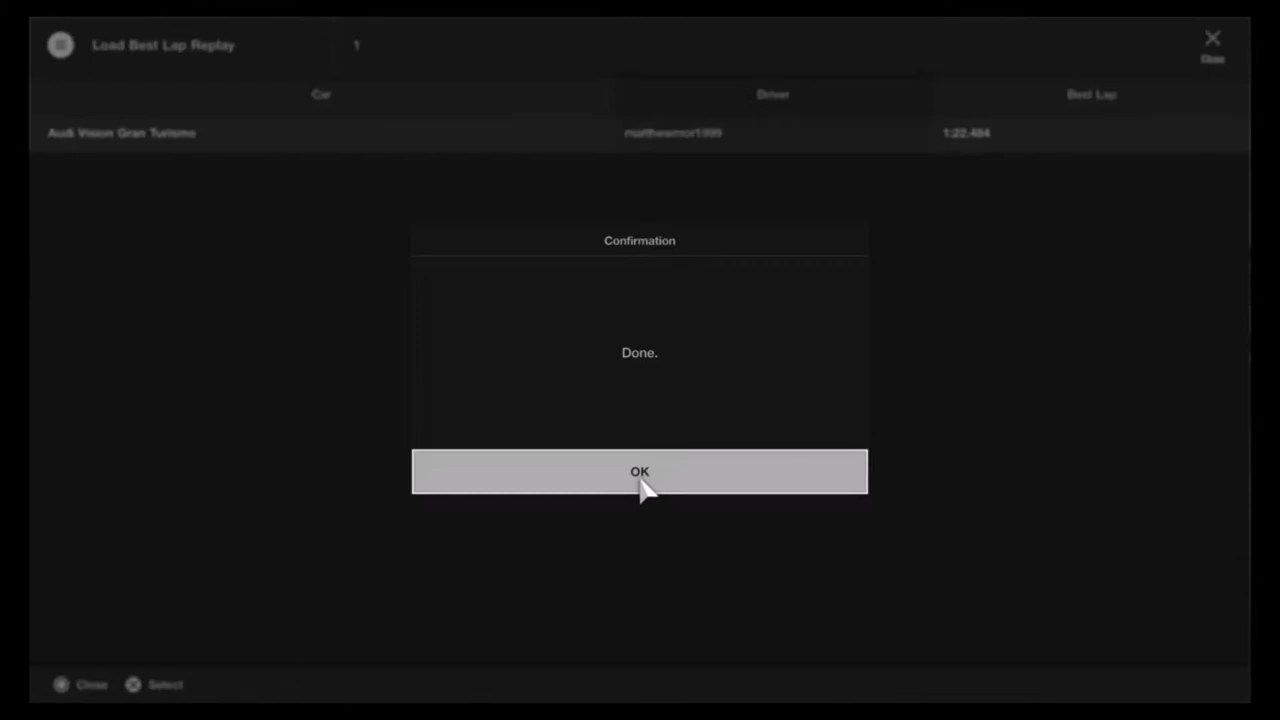 Load Best Lap Replay 1
Close
Car Driver Best Lap
Audi Vision Gran Turismo matthewmor1999 1:22.484
Confirmation
Done.
OK
Close Select